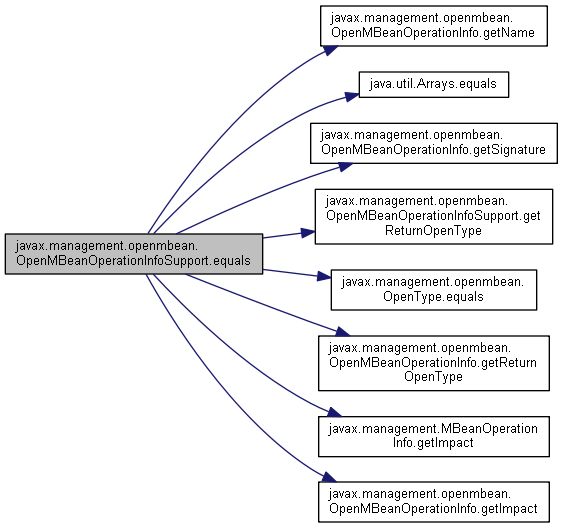 javax.management.openmbean.
OpenMBeanOperationInfo.getName
java.util.Arrays.equals
javax.management.openmbean.
OpenMBeanOperationInfo.getSignature
javax.management.openmbean.
OpenMBeanOperationInfoSupport.get
ReturnOpenType
javax.management.openmbean.
OpenMBeanOperationInfoSupport.equals
javax.management.openmbean.
OpenType.equals
javax.management.openmbean.
OpenMBeanOperationInfo.getReturn
OpenType
javax.management.MBeanOperation
Info.getImpact
javax.management.openmbean.
OpenMBeanOperationInfo.getImpact